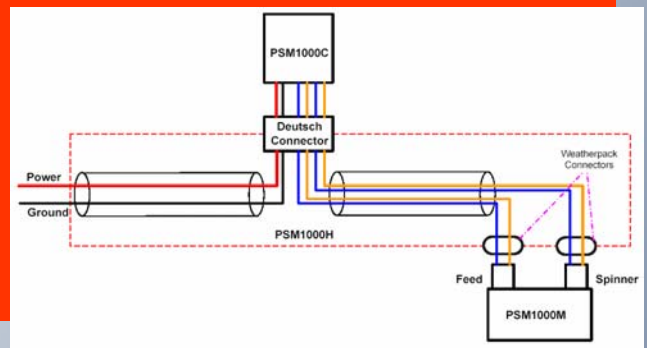 PSM1000C
Deutsch
Connector
Weatherpack
Connectors
Power
Ground
PSM1000H
Feed
Spinner
PSM1000M